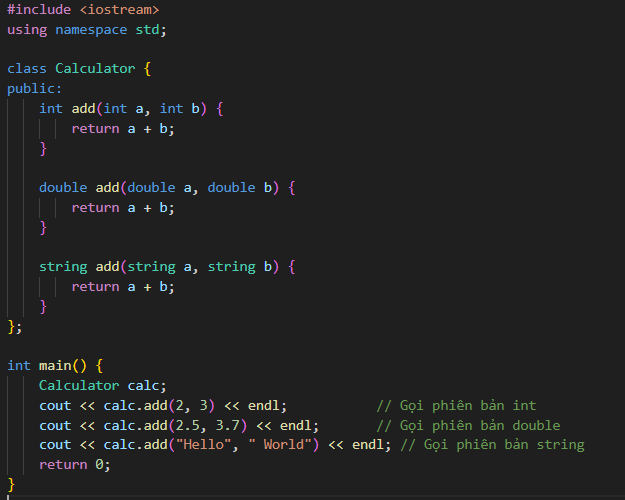 #include <iostream>
using namespace std;

class Calculator {
public:
    int add(int a, int b) {
        return a + b;
    }

    double add(double a, double b) {
        return a + b;
    }

    string add(string a, string b) {
        return a + b;
    }
};

int main() {
    Calculator calc;
    cout << calc.add(2, 3) << endl;           // Gọi phiên bản int
    cout << calc.add(2.5, 3.7) << endl;       // Gọi phiên bản double
    cout << calc.add("Hello", " World") << endl; // Gọi phiên bản string
    return 0;
}